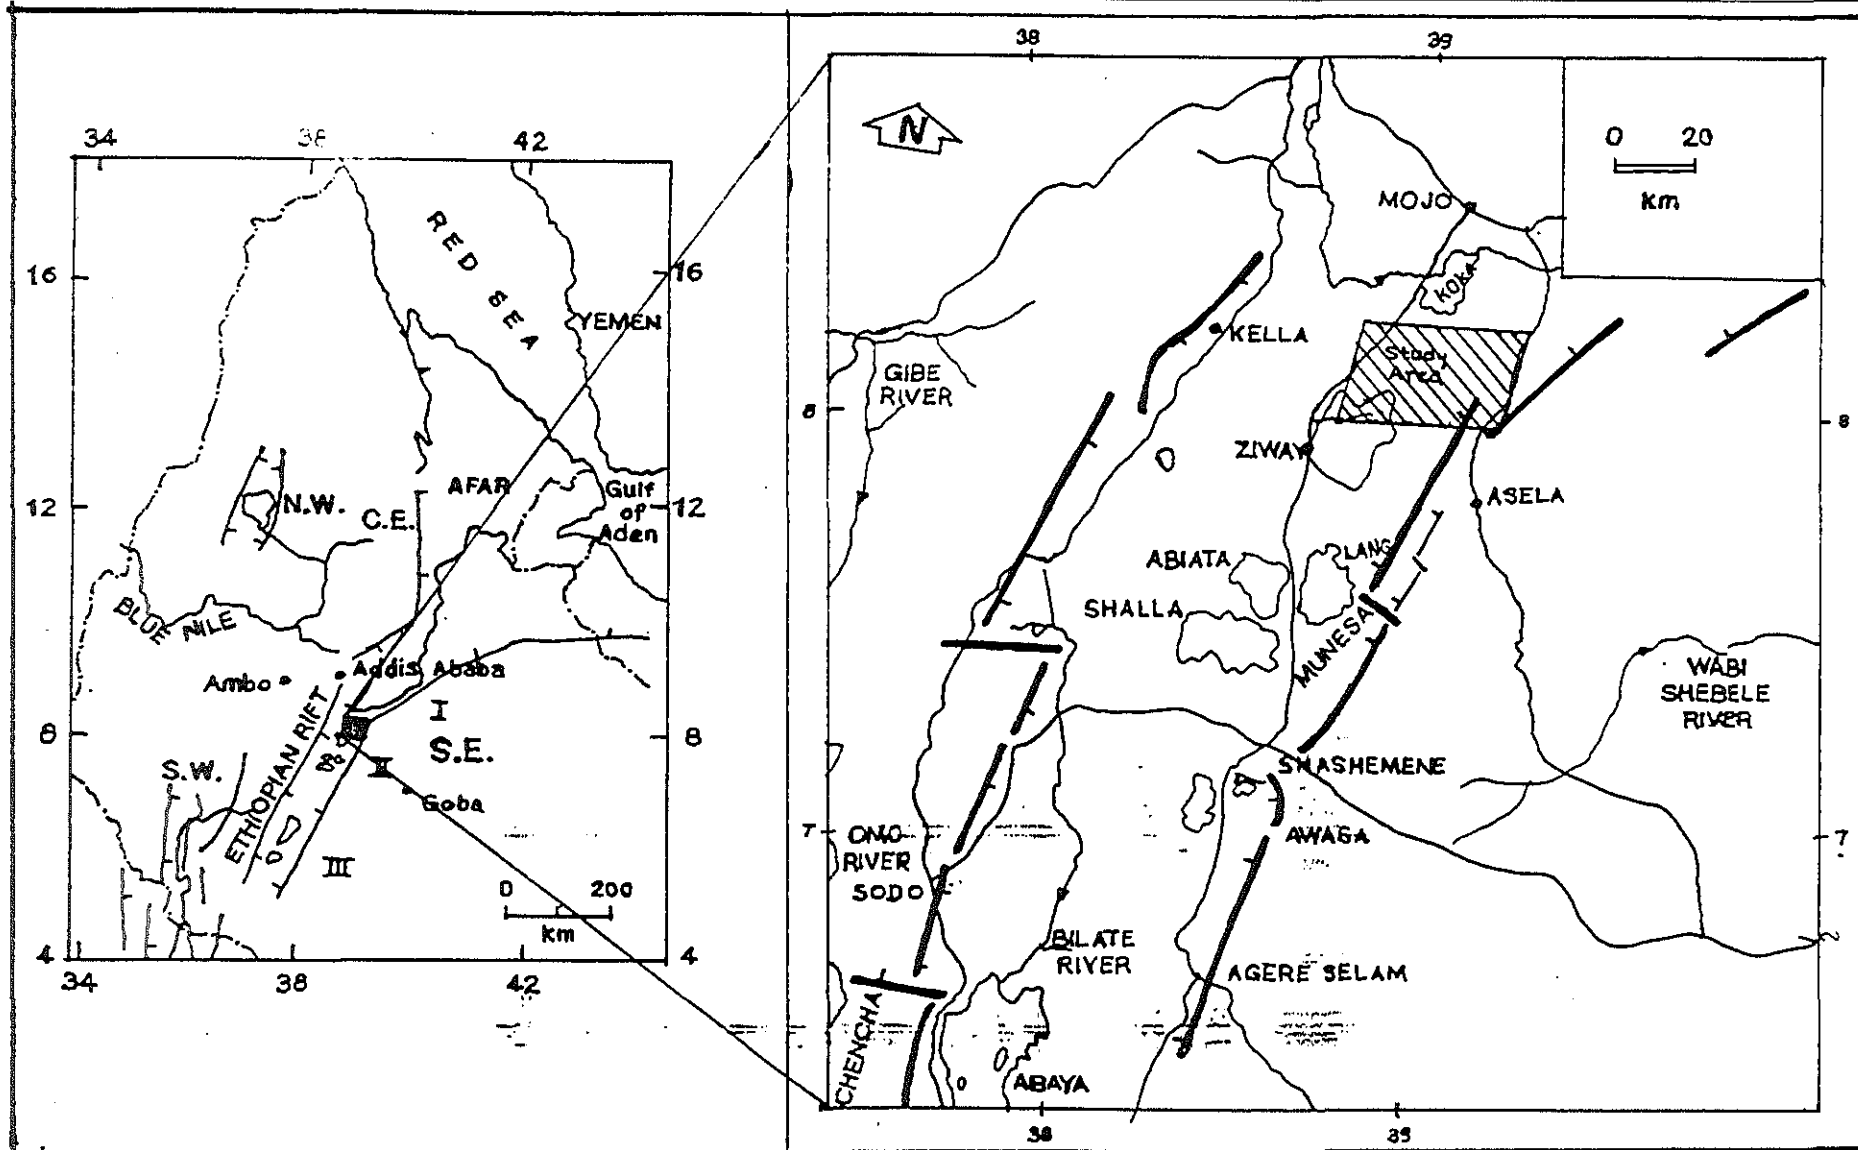 34
38
42
16
16
RED SEA
YEMEN
12
12
N.W.
C.E.
AFAR
Gulf
of
Aden
BLUE NILE
Addis Ababa
Ambo
ETHIOPIAN RIFT
I
8
8
S.E.
II
S.W.
Goba
III
0 200
km
4
4
34
38
42
38
39
N
0 20
km
MOJO
KOKA
KELLA
Study
Area
GIBE
RIVER
8
8
ZIWAY
ASELA
ABIATA
LANG
SHALLA
MUNESA
WABI
SHEBELE
RIVER
SHASHEMENE
7
7
OMO
RIVER
AWASA
SODO
BILATE
RIVER
AGERE SELAM
CHENCHA
ABAYA
38